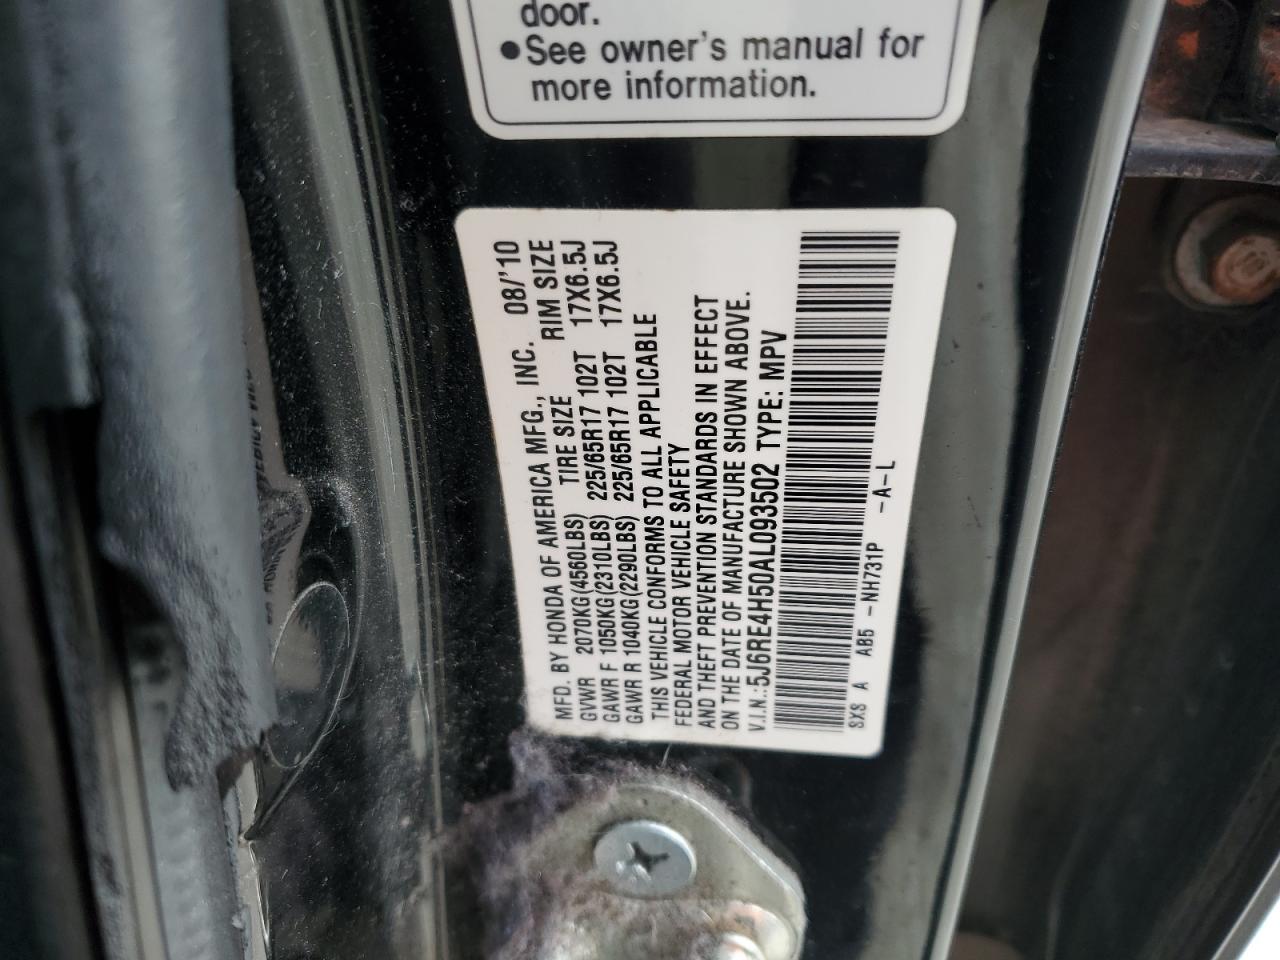 door.
●See owner's manual for
more information.
MFD. BY HONDA OF AMERICA MFG., INC. 08/'10
GVWR 2070KG(4560LBS) TIRE SIZE RIM SIZE
GAWR F 1050KG(2310LBS) 225/65R17 102T 17X6.5J
GAWR R 1040KG(2290LBS) 225/65R17 102T 17X6.5J
THIS VEHICLE CONFORMS TO ALL APPLICABLE
FEDERAL MOTOR VEHICLE SAFETY
AND THEFT PREVENTION STANDARDS IN EFFECT
ON THE DATE OF MANUFACTURE SHOWN ABOVE.
V.I.N.:5J6RE4H50AL093502 TYPE: MPV
SXS A AB5 -NH731P -A-L